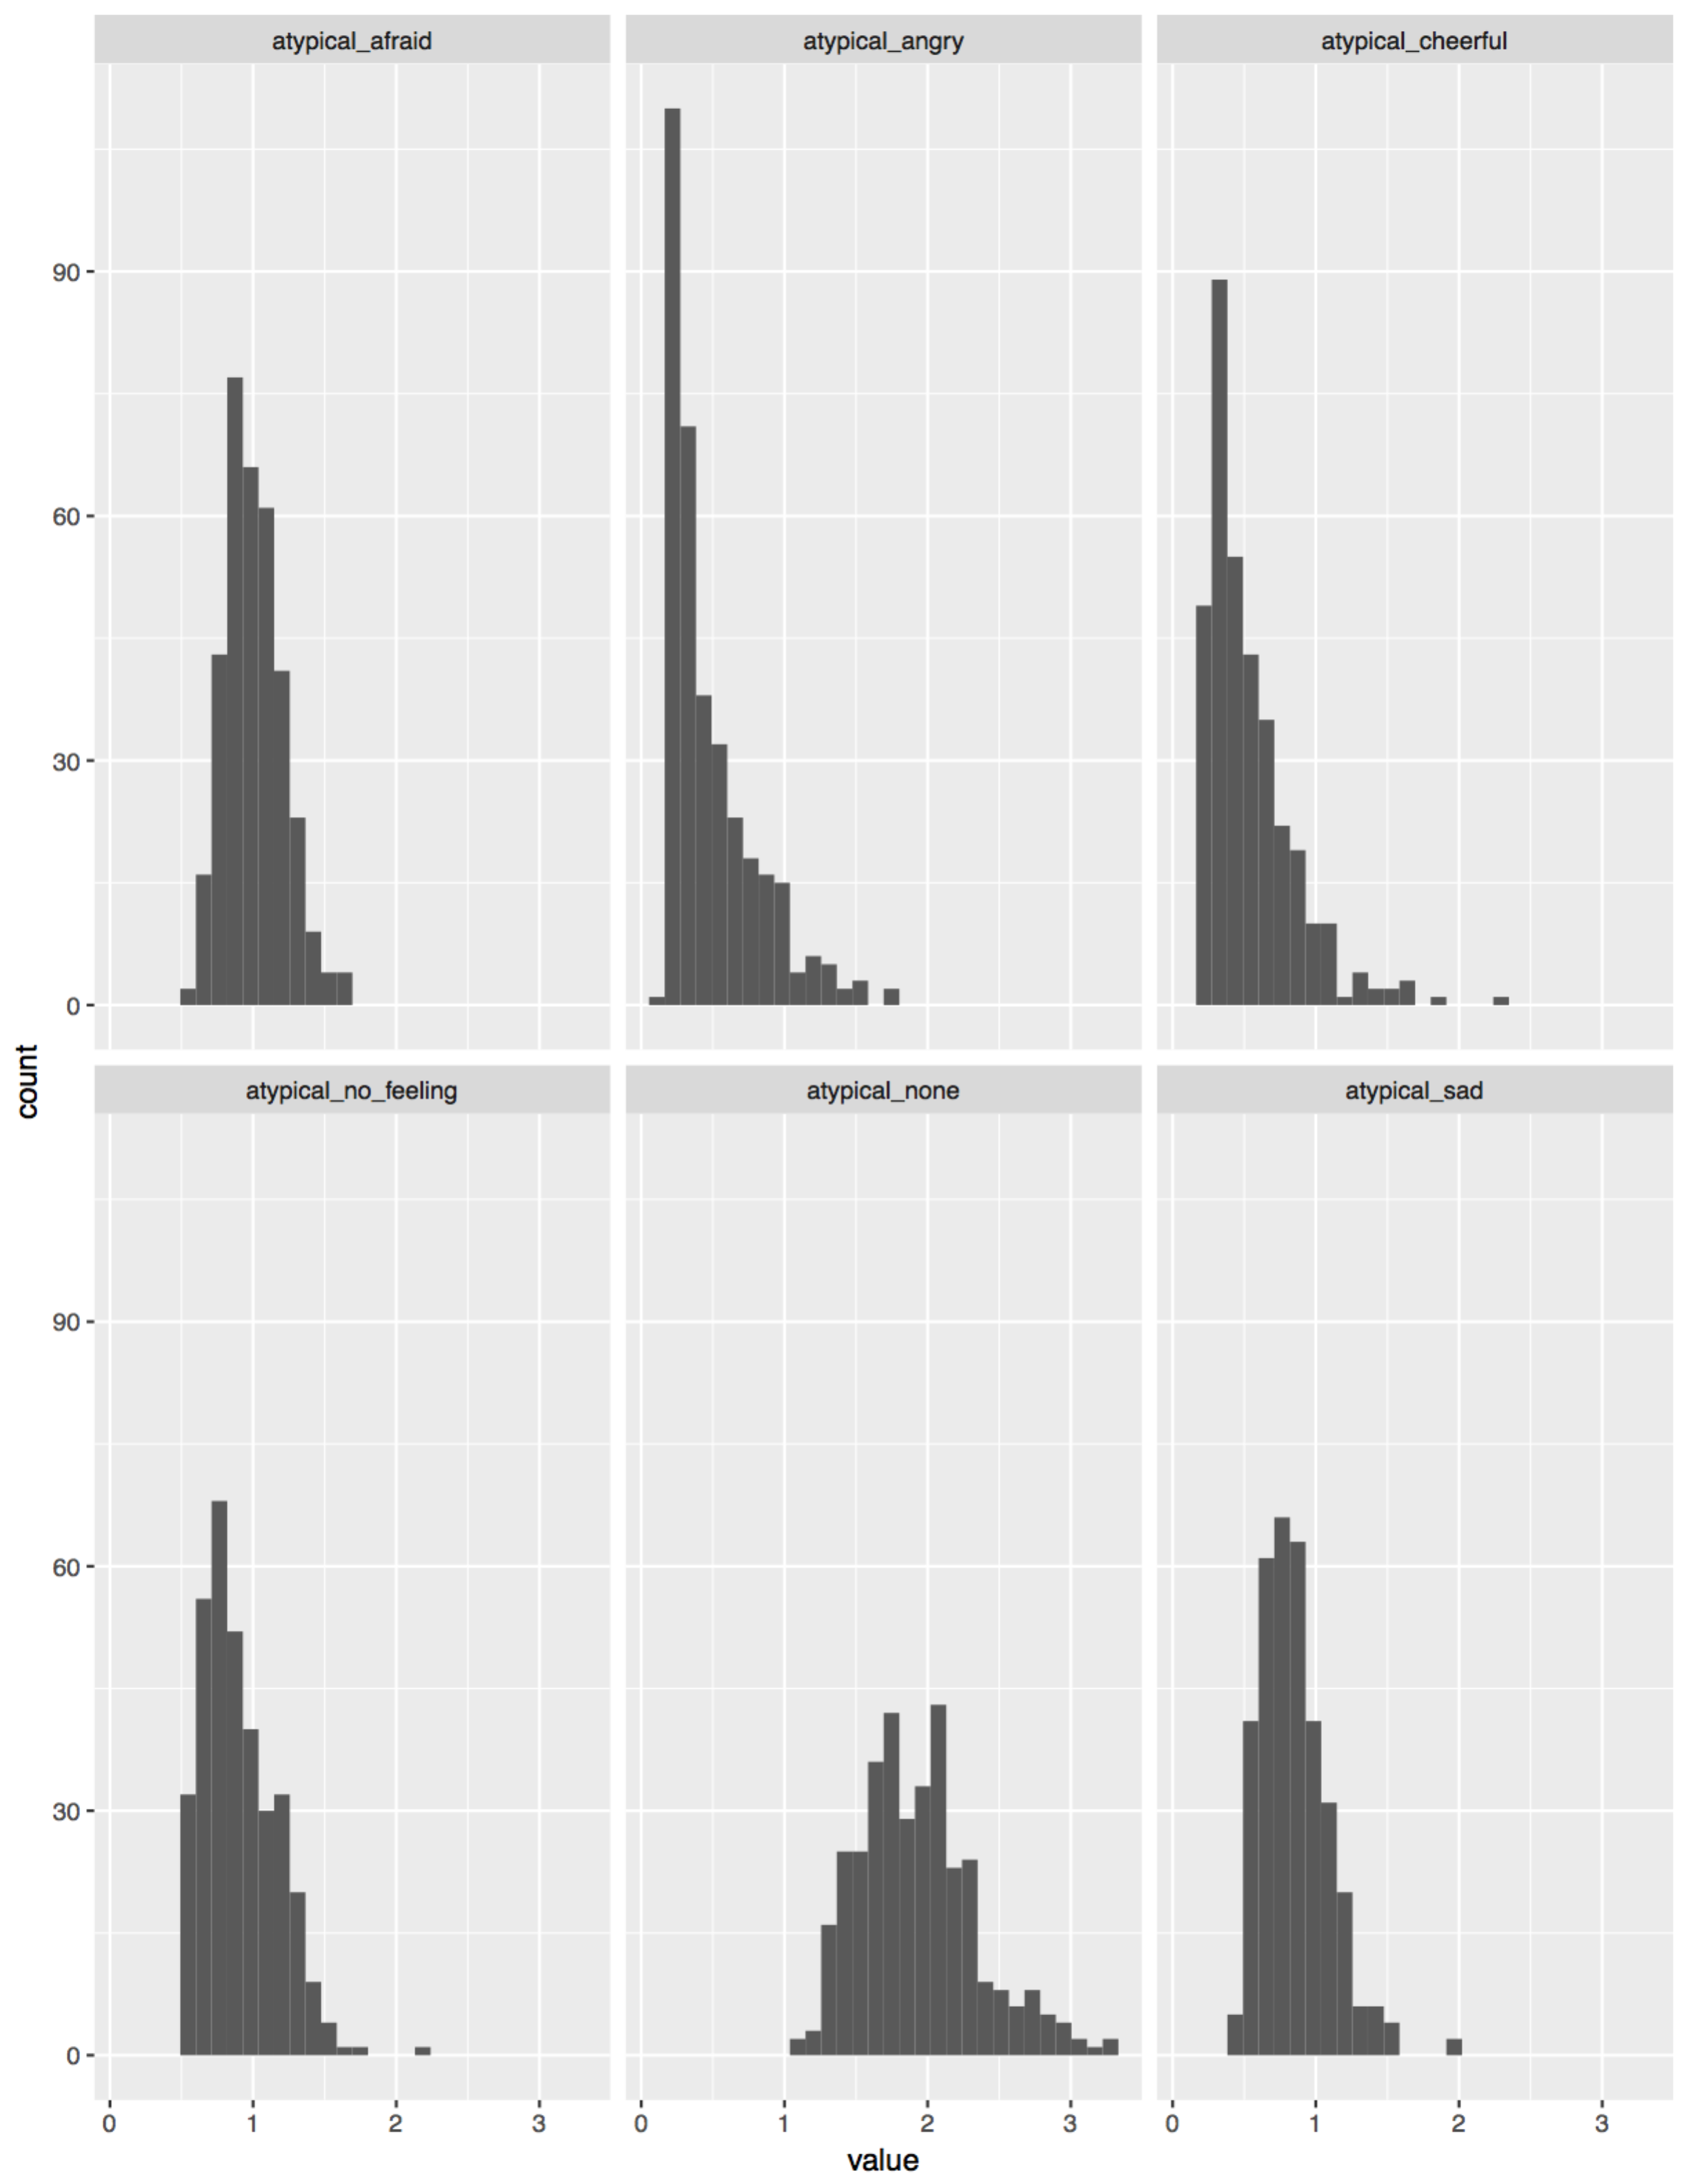 atypical_afraid atypical_angry atypical_cheerful
90
60
30
0
count
atypical_no_feeling atypical_none atypical_sad
90
60
30
0
0 1 2 3 0 1 2 3 0 1 2 3
value